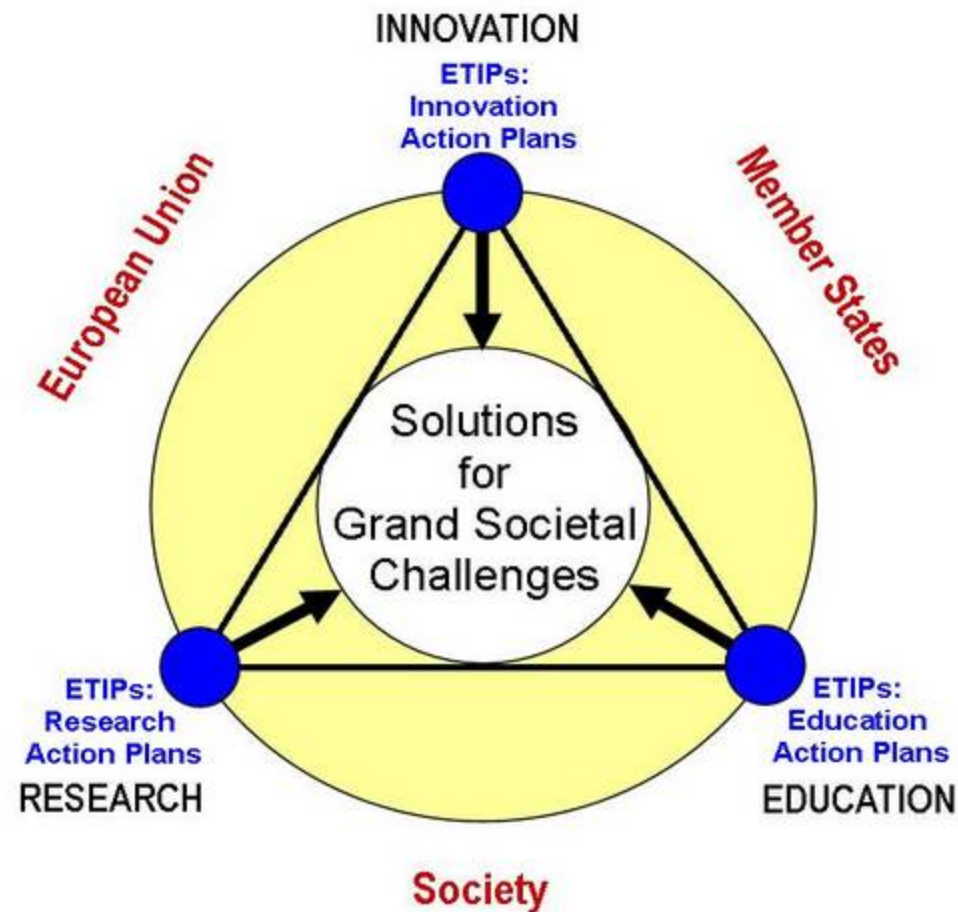 INNOVATION
ETIPs:
Innovation
Action Plans
European Union
Member States
Solutions
for
Grand Societal
Challenges
ETIPs:
Research
Action Plans
RESEARCH
ETIPs:
Education
Action Plans
EDUCATION
Society